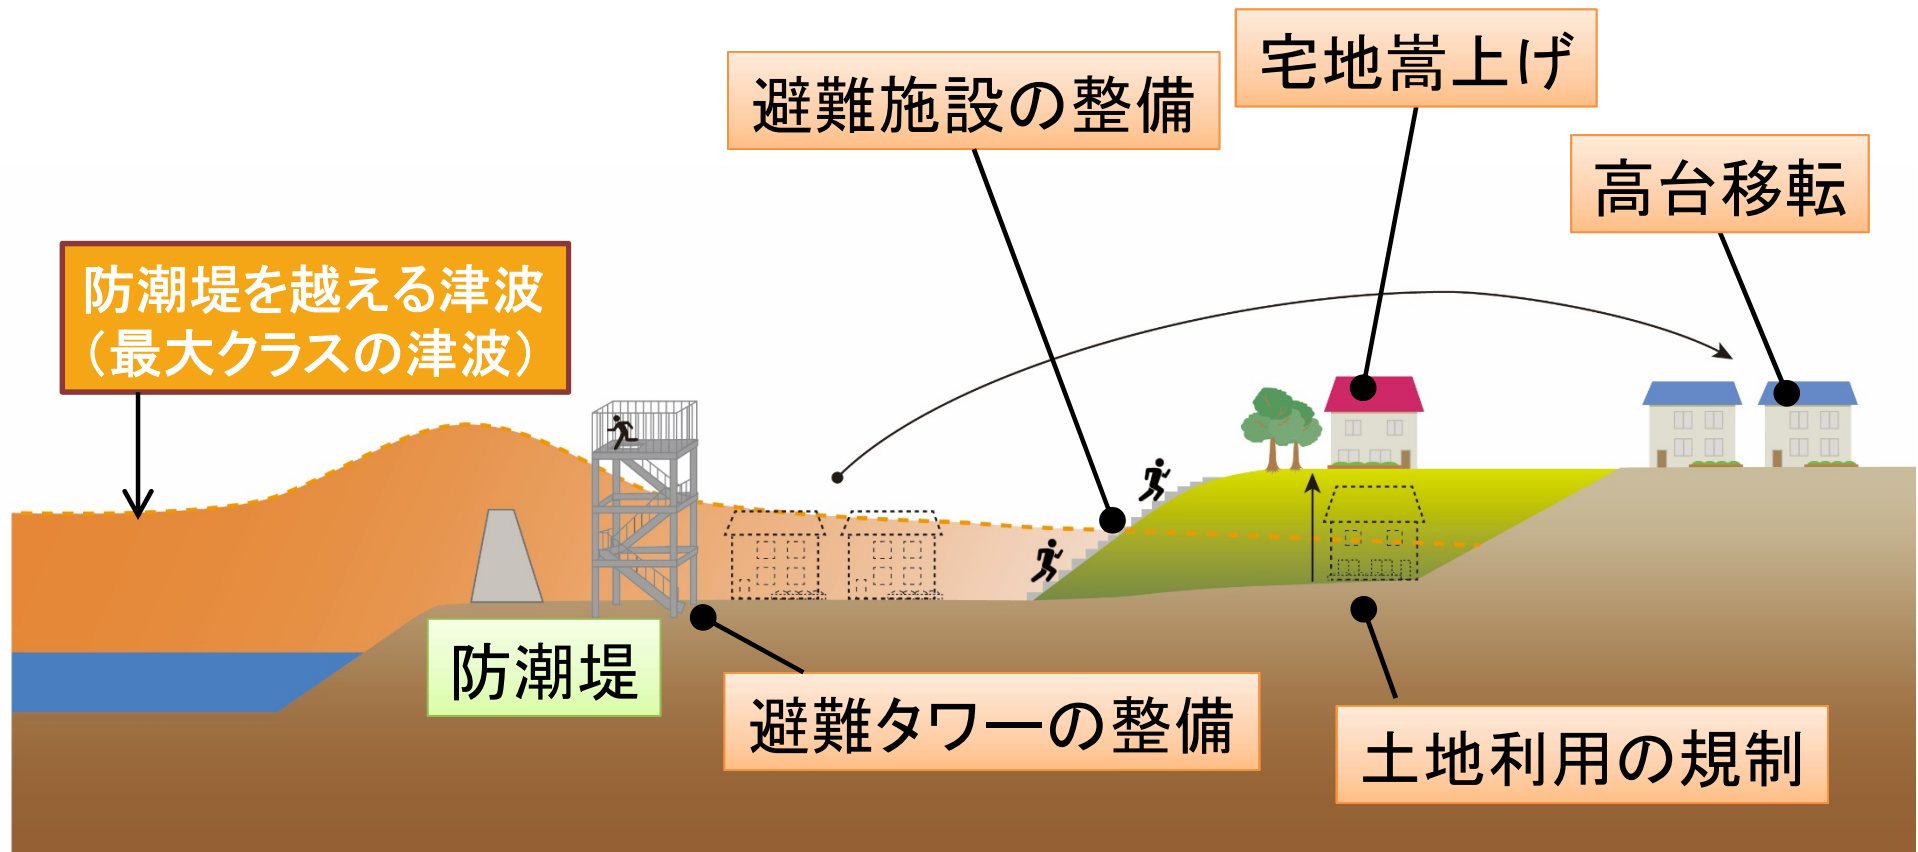 宅地嵩上げ
避難施設の整備
高台移転
防潮堤を越える津波
（最大クラスの津波）
防潮堤
避難タワーの整備
土地利用の規制